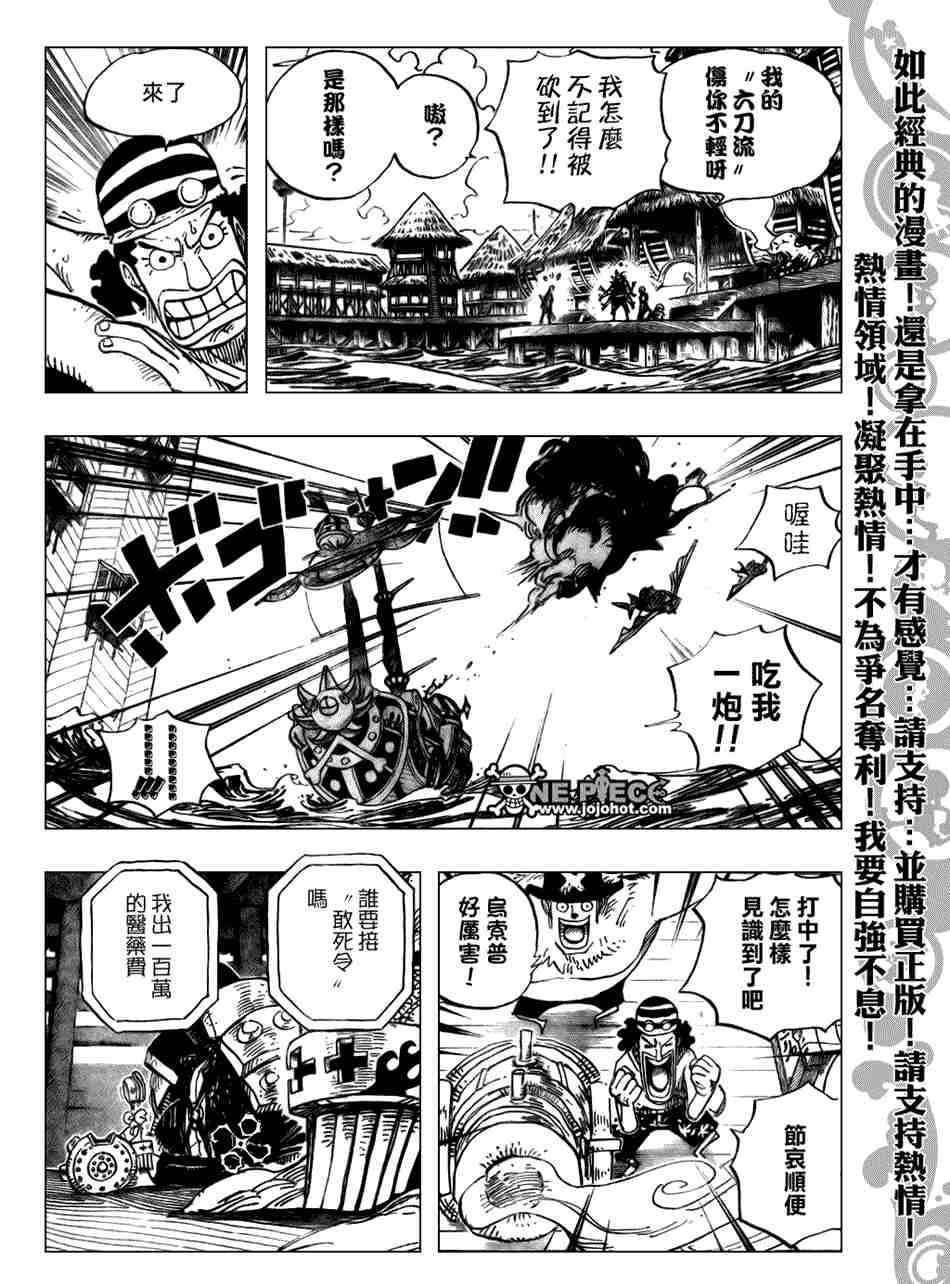 如此經典的漫畫！還是拿在手中…才有感覺…請支持…並購買正版！請支持熱情！
熱情領域！凝聚熱情！不為爭名奪利！我要自強不息！
我的
〝六刀流〞
傷你不輕呀
我怎麼
不記得被
砍到了!!
嗷？
是那樣嗎？
來了
喔哇
吃我
一炮!!
ボゴォン!!
ONE PIECE
www.jojohot.com
打中了！
怎麼樣
見識到了吧
烏索普
好厲害！
節哀順便
誰要接
〝敢死令〞
嗎
我出一百萬
的醫藥費